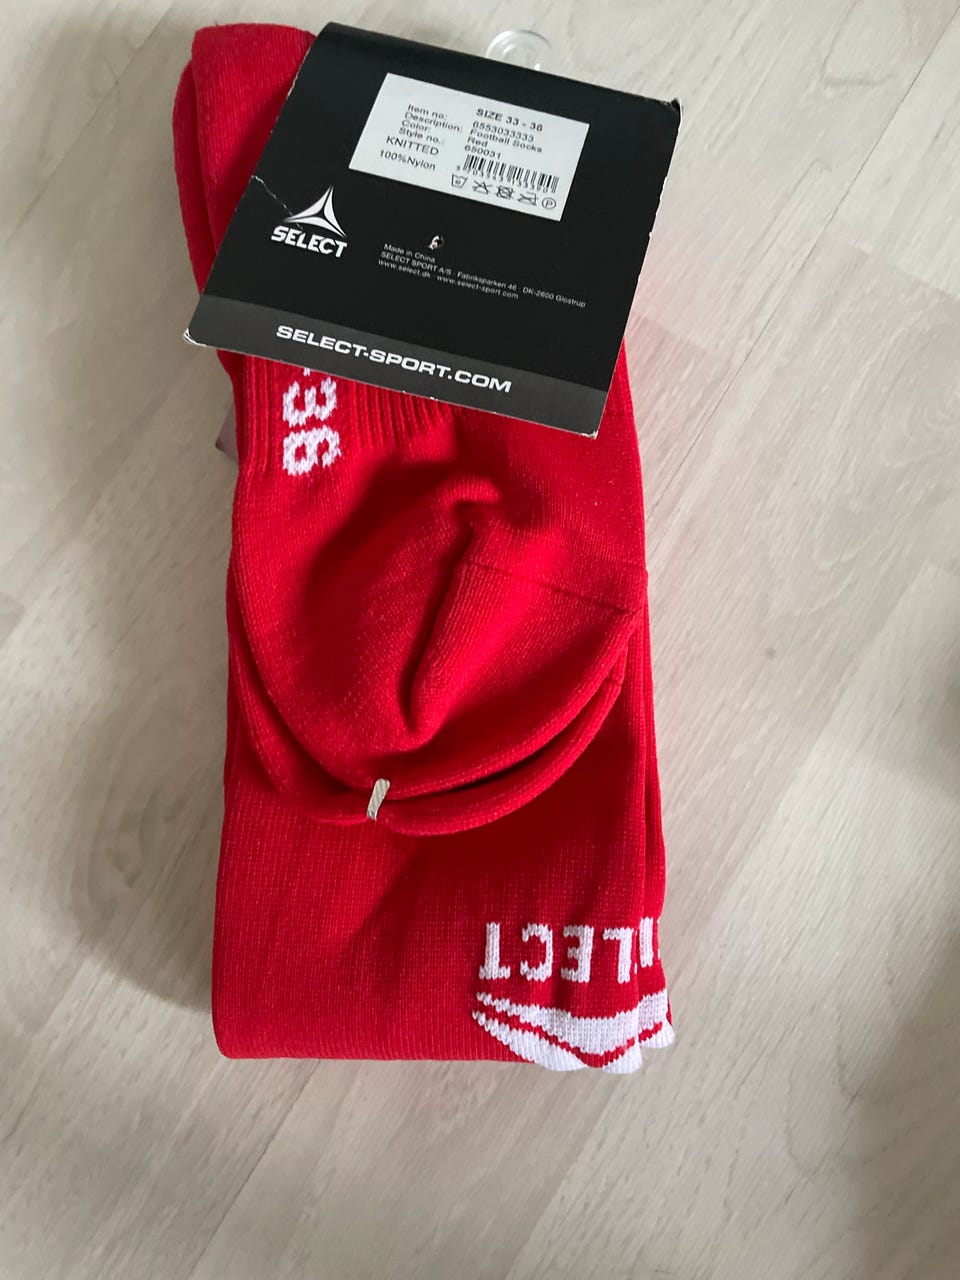 SIZE 33 - 36
Item no: 6553033333
Description: Football Socks
Color: Red
Style no.: 650031
KNITTED
100%Nylon
SELECT
Made in China
SELECT SPORT A/S · Fabriksparken 46 · DK-2600 Glostrup
www.select.dk · www.select-sport.com
SELECT-SPORT.COM
-36
ELECT